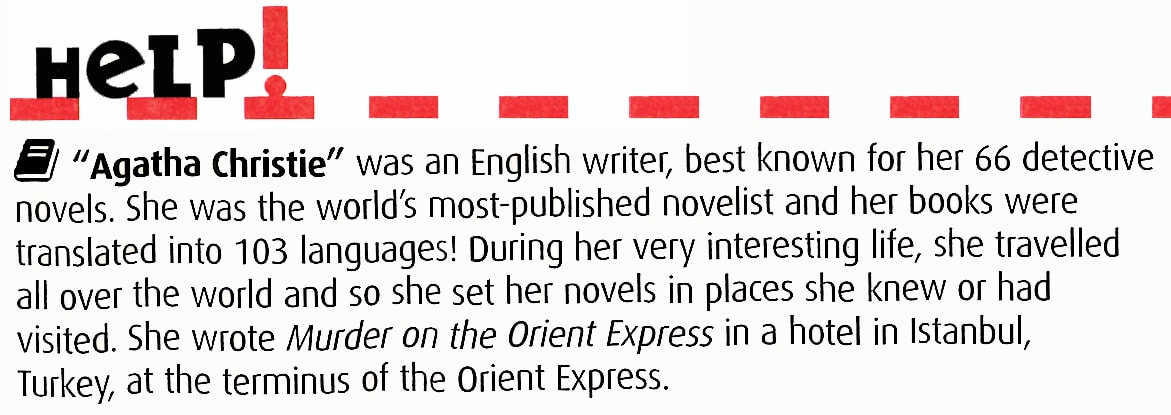 HeLP!
"Agatha Christie" was an English writer, best known for her 66 detective
novels. She was the world's most-published novelist and her books were
translated into 103 languages! During her very interesting life, she travelled
all over the world and so she set her novels in places she knew or had
visited. She wrote Murder on the Orient Express in a hotel in Istanbul,
Turkey, at the terminus of the Orient Express.